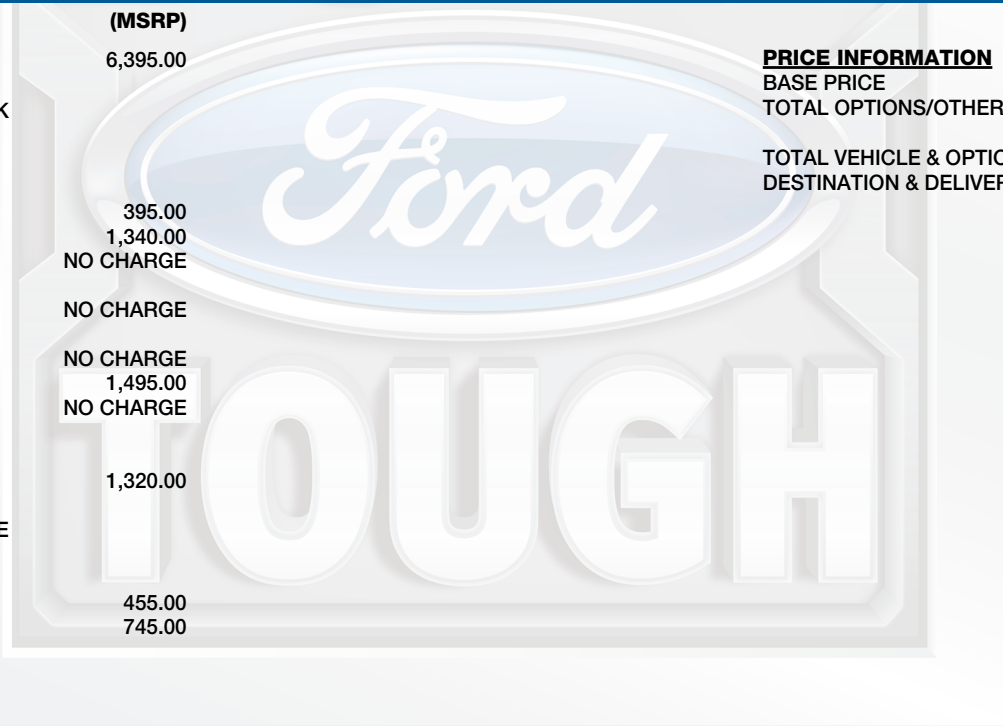 (MSRP)
6,395.00
K
395.00
1,340.00
NO CHARGE
NO CHARGE
NO CHARGE
1,495.00
NO CHARGE
1,320.00
E
455.00
745.00
PRICE INFORMATION
BASE PRICE
TOTAL OPTIONS/OTHER
TOTAL VEHICLE & OPTIO
DESTINATION & DELIVER
Ford
TOUGH